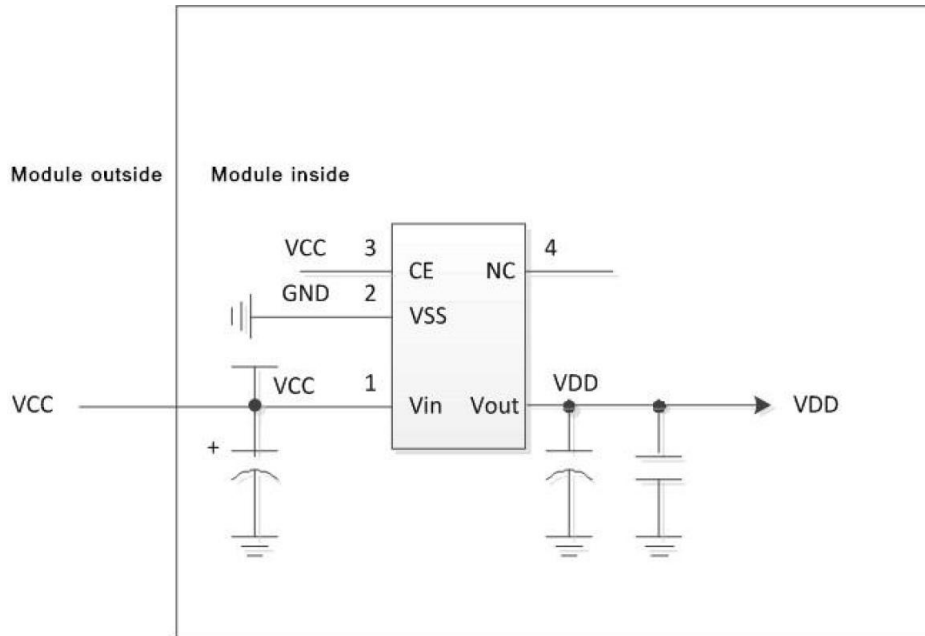 Module outside
Module inside
VCC 3
4
CE
NC
GND 2
VSS
VCC 1
VDD
VCC
Vin
Vout
VDD
+